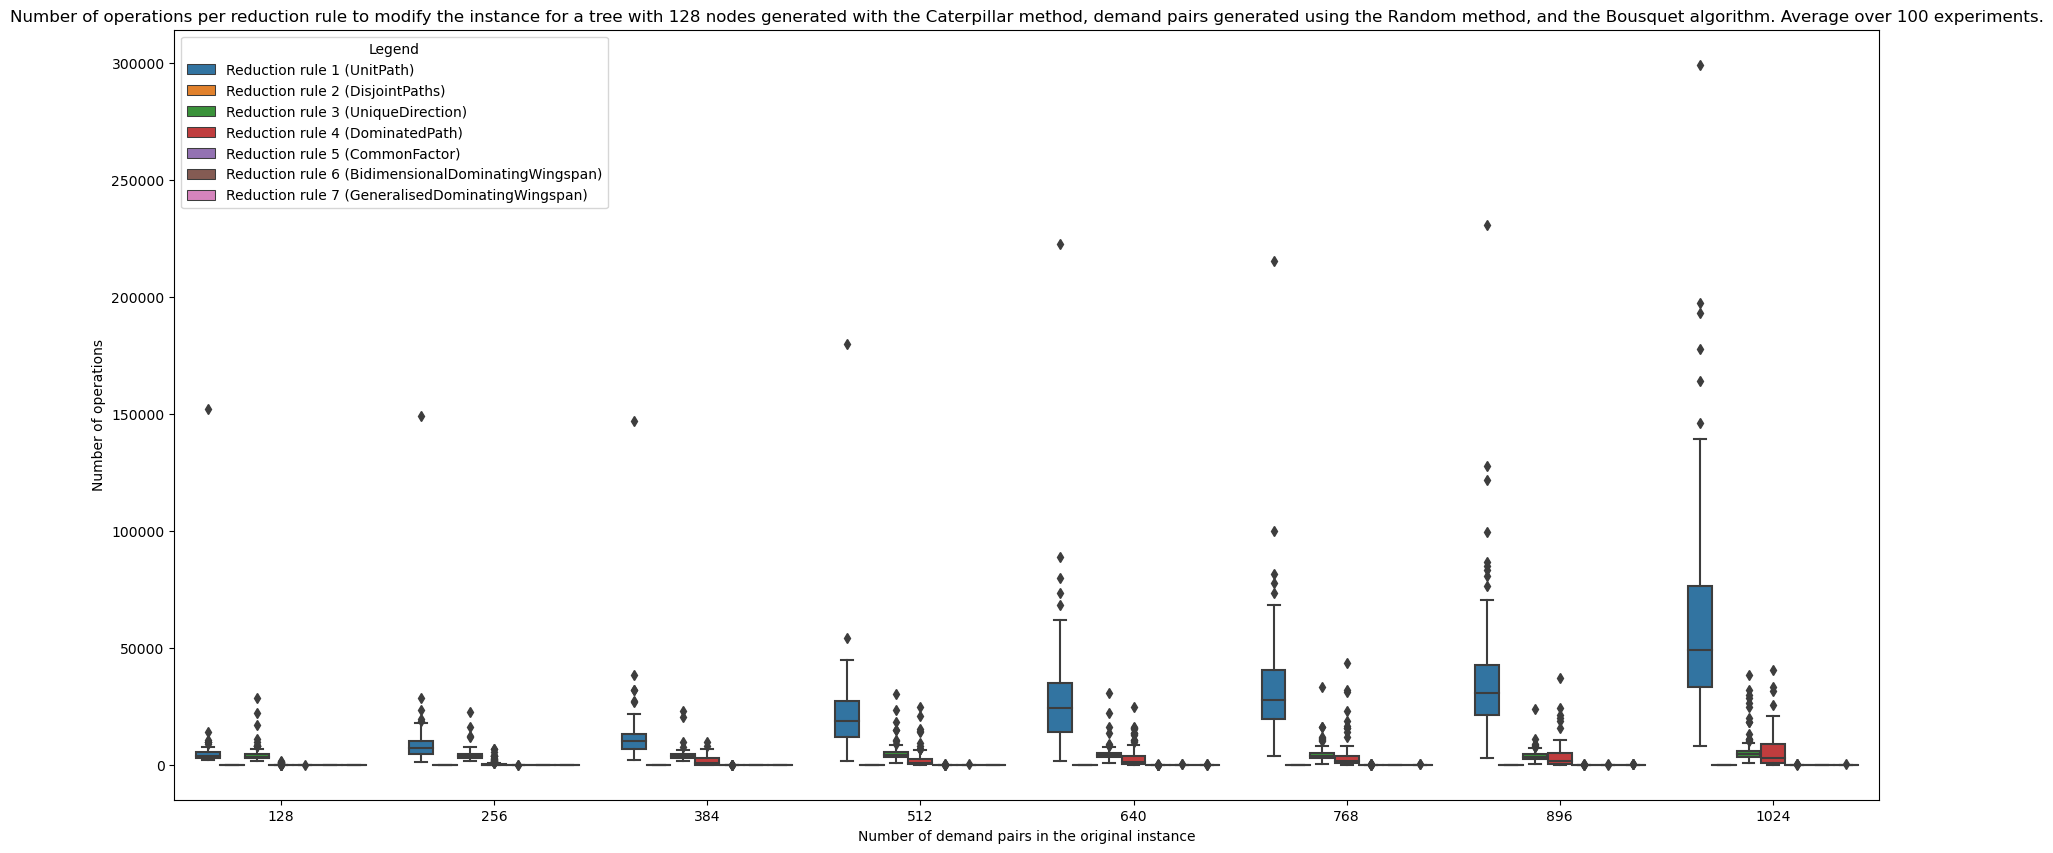 Number of operations per reduction rule to modify the instance for a tree with 128 nodes generated with the Caterpillar method, demand pairs generated using the Random method, and the Bousquet algorithm. Average over 100 experiments.
Legend
Reduction rule 1 (UnitPath)
Reduction rule 2 (DisjointPaths)
Reduction rule 3 (UniqueDirection)
Reduction rule 4 (DominatedPath)
Reduction rule 5 (CommonFactor)
Reduction rule 6 (BidimensionalDominatingWingspan)
Reduction rule 7 (GeneralisedDominatingWingspan)
Number of operations
300000
250000
200000
150000
100000
50000
0
128 256 384 512 640 768 896 1024
Number of demand pairs in the original instance